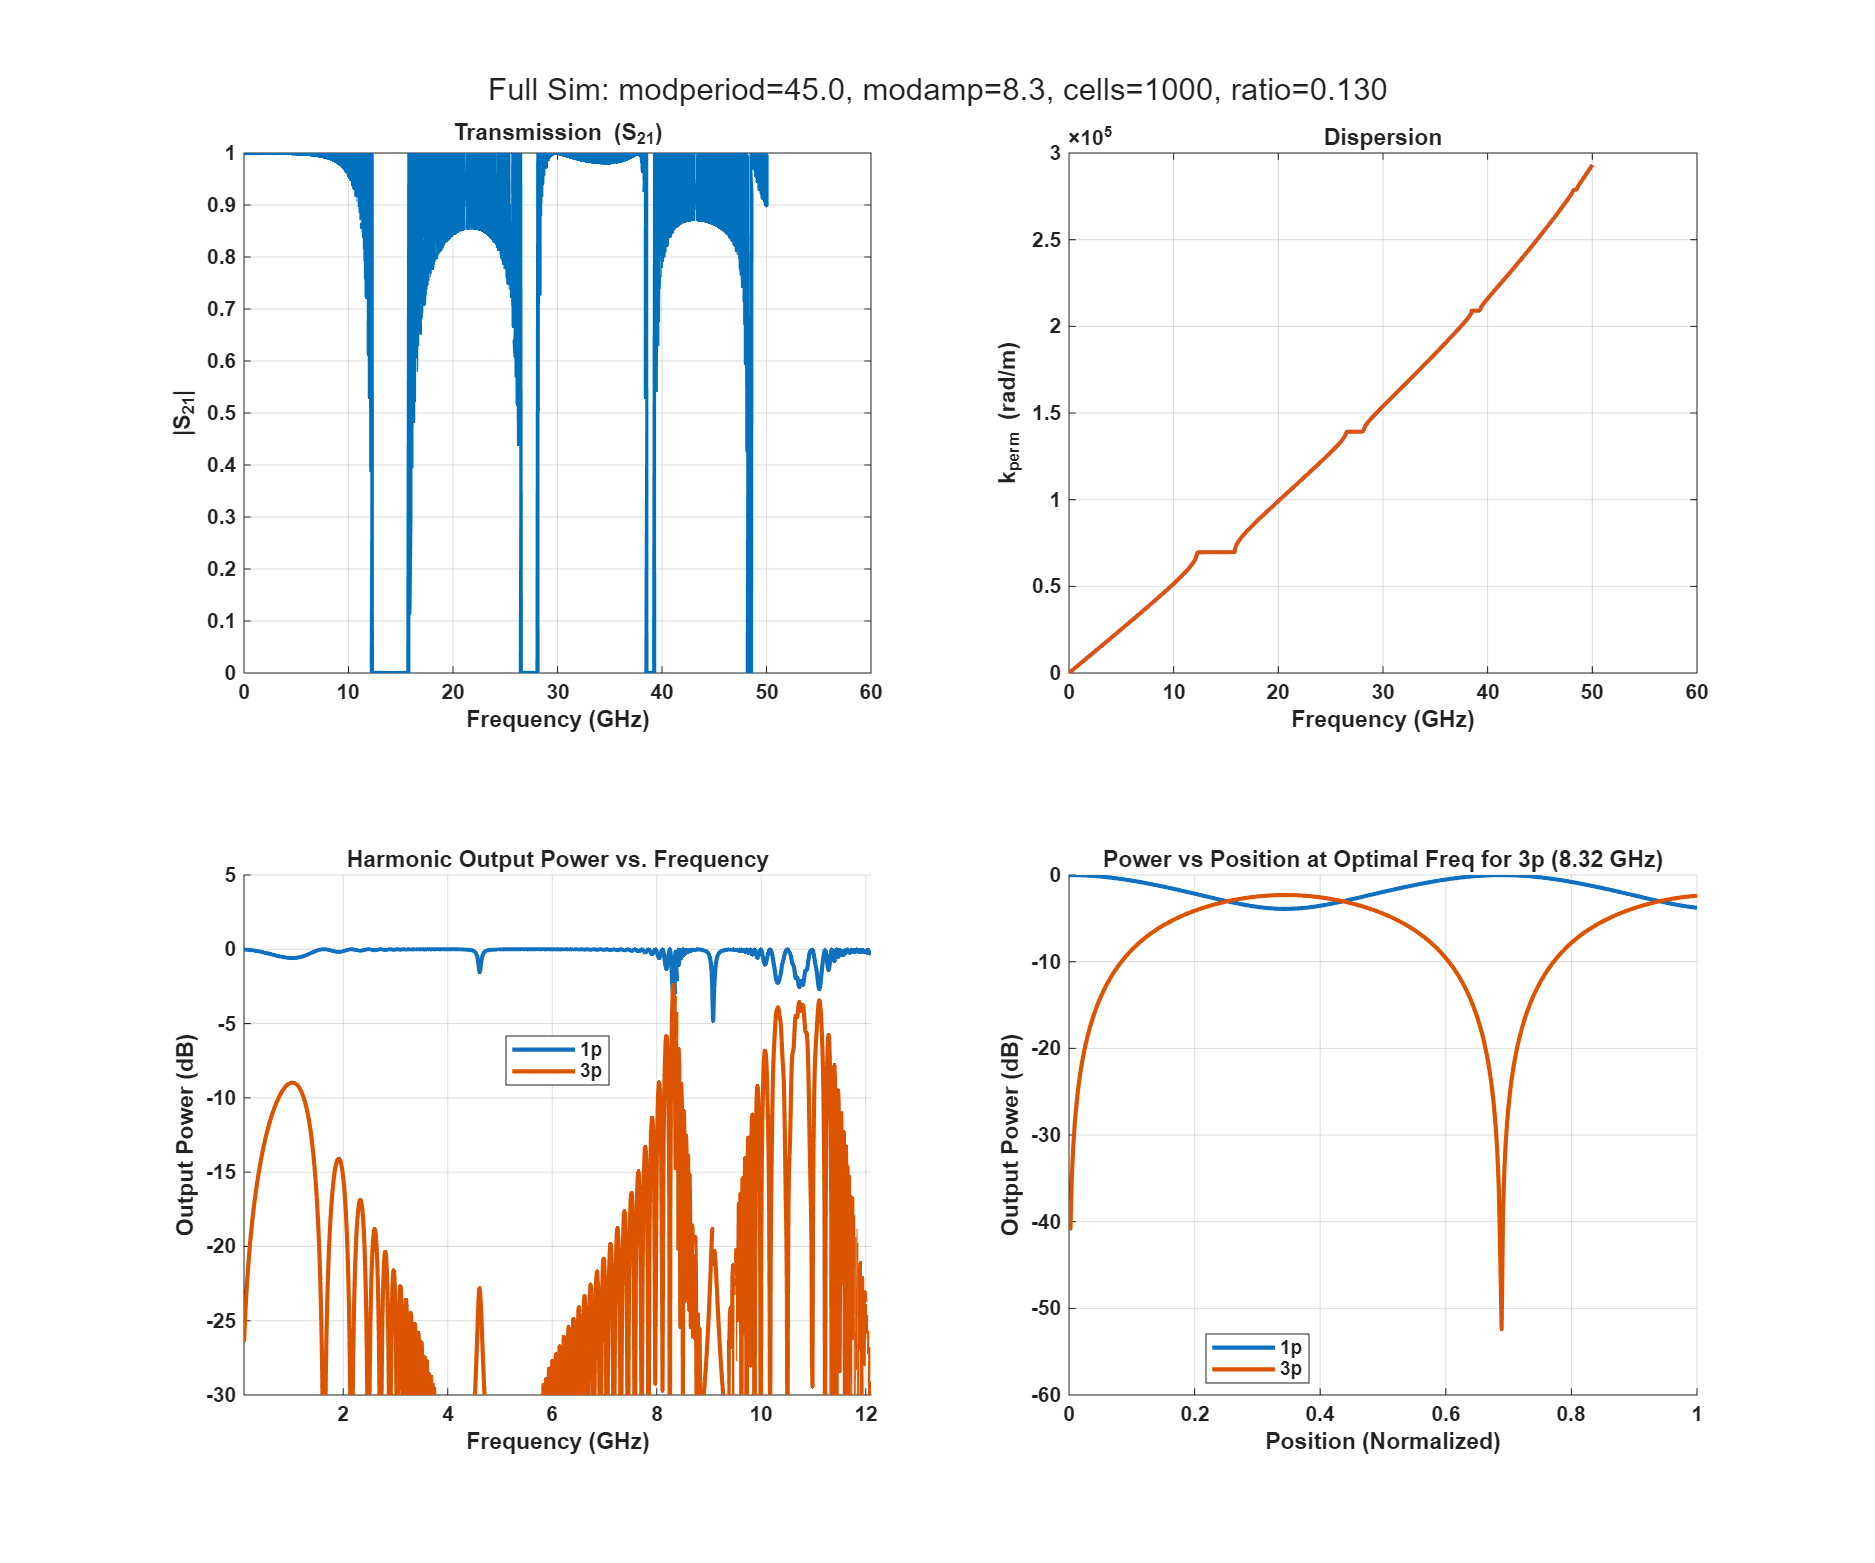 Full Sim: modperiod=45.0, modamp=8.3, cells=1000, ratio=0.130
Transmission (S21)
|S21|
1
0.9
0.8
0.7
0.6
0.5
0.4
0.3
0.2
0.1
0
0 10 20 30 40 50 60
Frequency (GHz)
×10^5
Dispersion
kperm (rad/m)
3
2.5
2
1.5
1
0.5
0
0 10 20 30 40 50 60
Frequency (GHz)
Harmonic Output Power vs. Frequency
Output Power (dB)
5
0
-5
-10
-15
-20
-25
-30
1p
3p
2 4 6 8 10 12
Frequency (GHz)
Power vs Position at Optimal Freq for 3p (8.32 GHz)
Output Power (dB)
0
-10
-20
-30
-40
-50
-60
1p
3p
0 0.2 0.4 0.6 0.8 1
Position (Normalized)